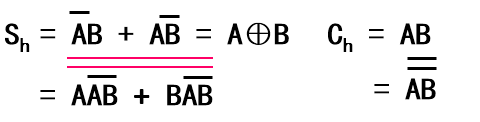 Sₕ = A̅B + AB̅ = A⊕B Cₕ = AB
= AA̅B̅ + BA̅B̅ = A̿B̿